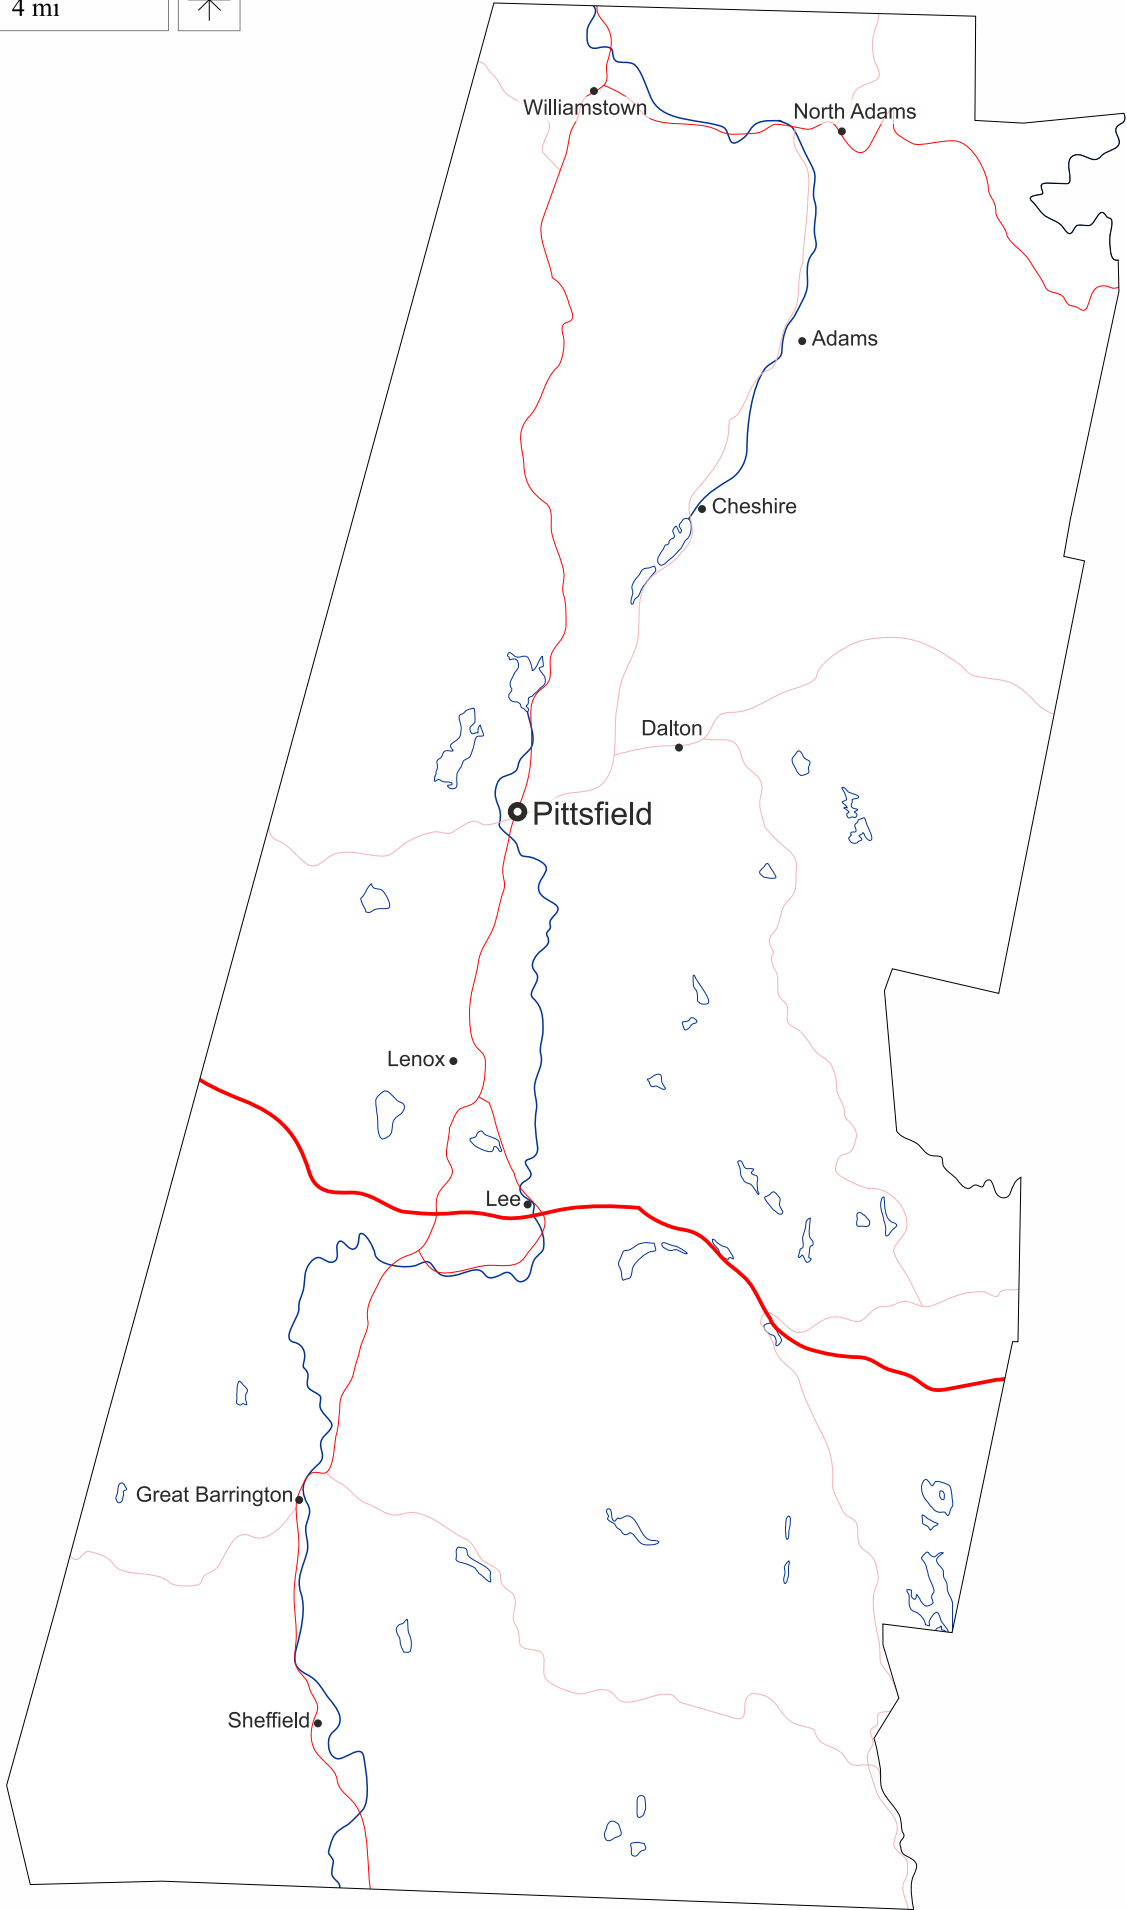 4 mi
Williamstown
North Adams
Adams
Cheshire
Dalton
Pittsfield
Lenox
Lee
Great Barrington
Sheffield